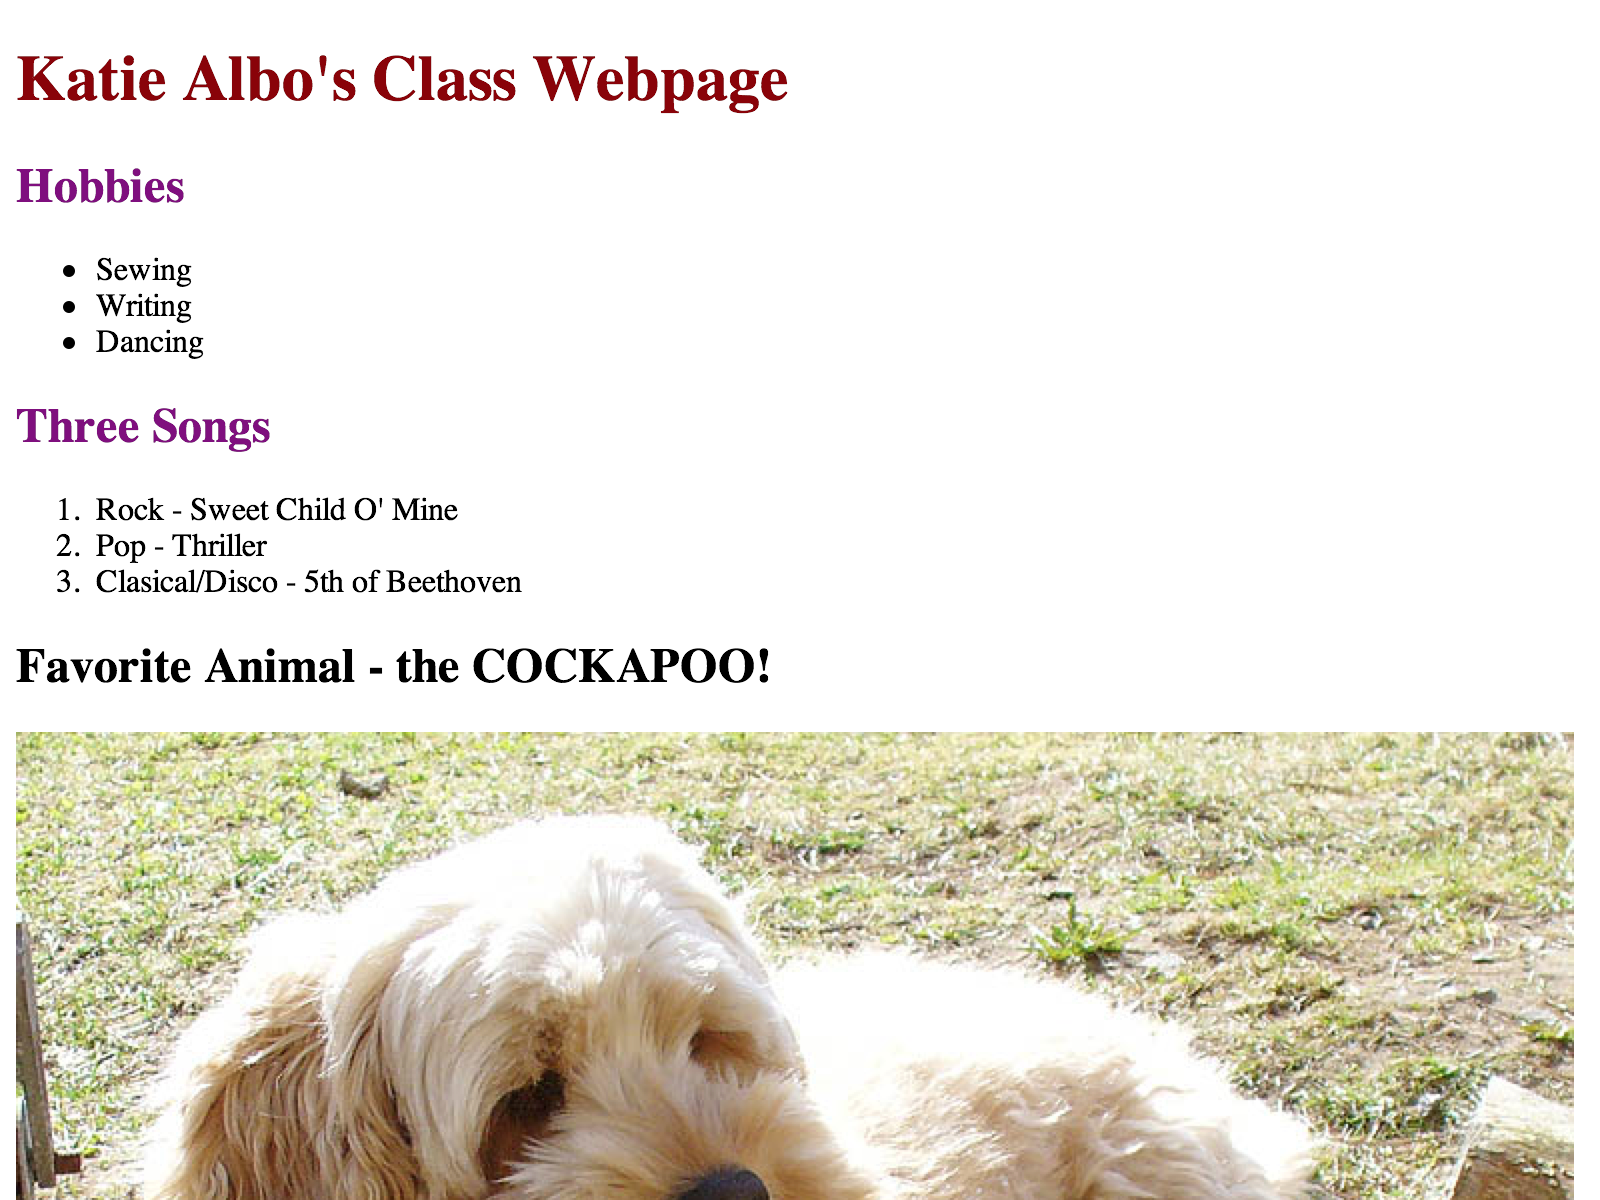 Katie Albo's Class Webpage
Hobbies
• Sewing
• Writing
• Dancing
Three Songs
1. Rock - Sweet Child O' Mine
2. Pop - Thriller
3. Clasical/Disco - 5th of Beethoven
Favorite Animal - the COCKAPOO!